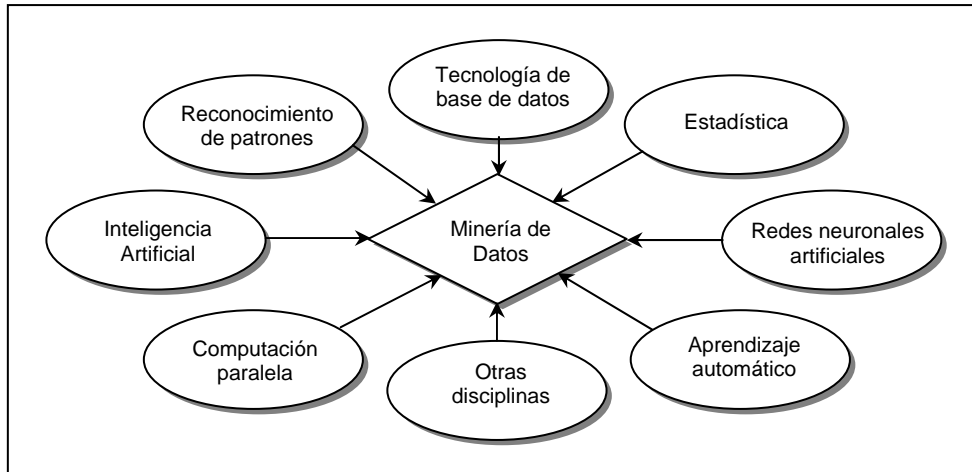 Tecnología de
base de datos
Reconocimiento
de patrones
Estadística
Inteligencia
Artificial
Minería de
Datos
Redes neuronales
artificiales
Computación
paralela
Otras
disciplinas
Aprendizaje
automático